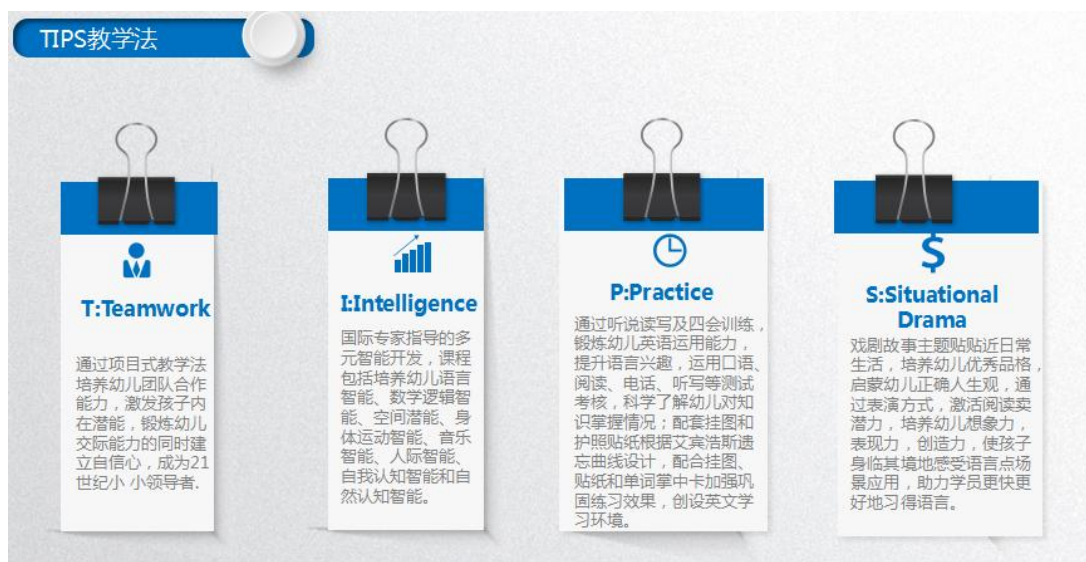 TIPS教学法
T:Teamwork
通过项目式教学法
培养幼儿团队合作
能力，激发孩子内
在潜能，锻炼幼儿
交际能力的同时建
立自信心，成为21
世纪小 小领导者.
I:Intelligence
国际专家指导的多
元智能开发，课程
包括培养幼儿语言
智能、数学逻辑智
能、空间潜能、身
体运动智能、音乐
智能、人际智能、
自我认知智能和自
然认知智能。
P:Practice
通过听说读写及四会训练，
锻炼幼儿英语运用能力，
提升语言兴趣，运用口语、
阅读、电话、听写等测试
考核，科学了解幼儿对知
识掌握情况；配套挂图和
护照贴纸根据艾宾浩斯遗
忘曲线设计，配合挂图、
贴纸和单词掌中卡加强巩
固练习效果，创设英文学
习环境。
S:Situational
Drama
戏剧故事主题贴贴近日常
生活，培养幼儿优秀品格，
启蒙幼儿正确人生观，通
过表演方式，激活阅读卖
潜力，培养幼儿想象力，
表现力，创造力，使孩子
身临其境地感受语言点场
景应用，助力学员更快更
好地习得语言。